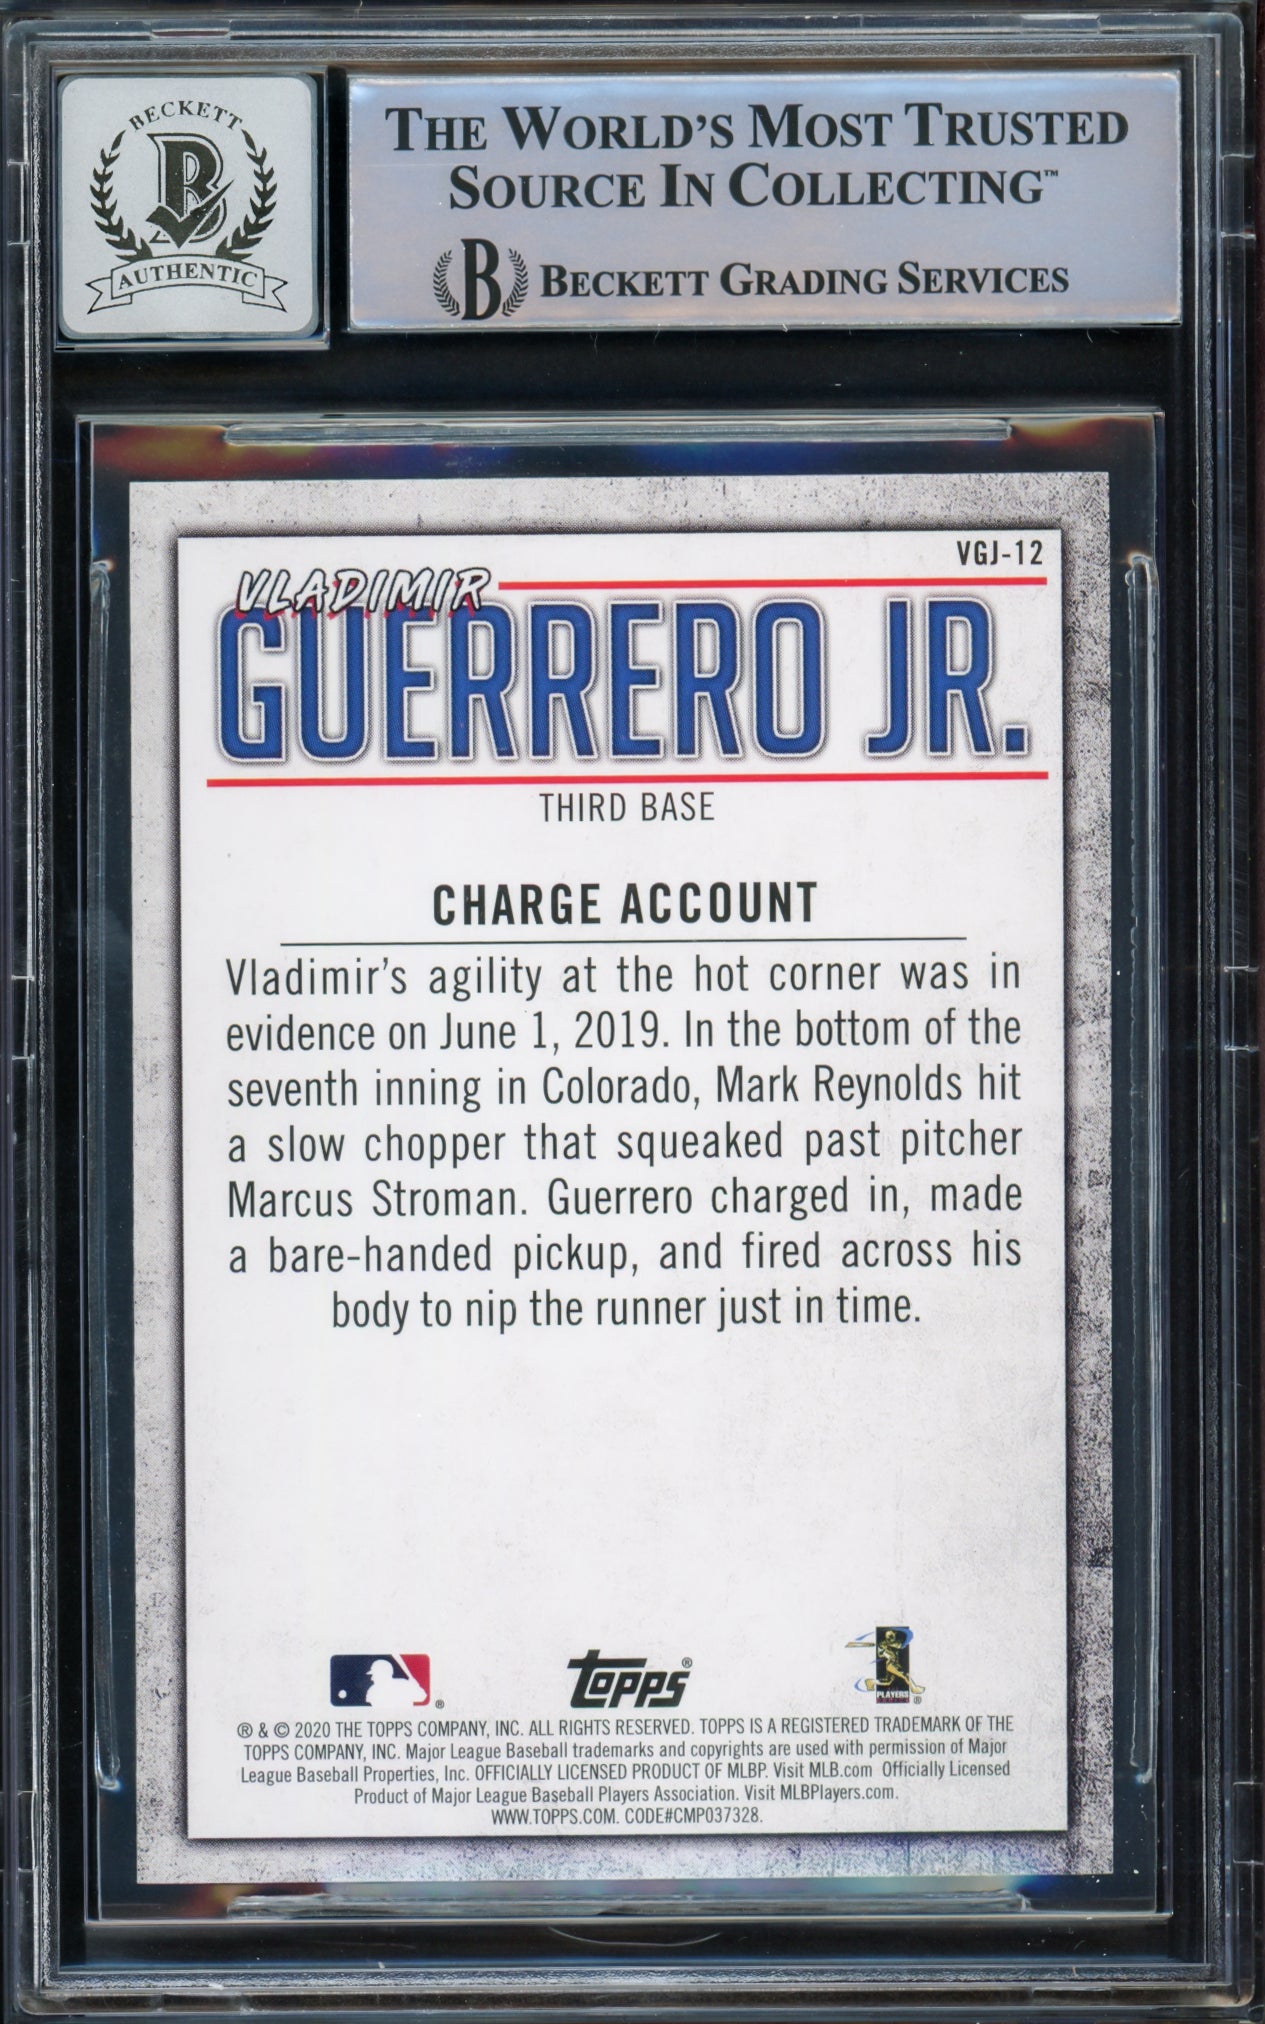 BECKETT
AUTHENTIC
THE WORLD'S MOST TRUSTED
SOURCE IN COLLECTING™
B BECKETT GRADING SERVICES
VGJ-12
VLADIMIR
GUERRERO JR.
THIRD BASE
CHARGE ACCOUNT
Vladimir's agility at the hot corner was in
evidence on June 1, 2019. In the bottom of the
seventh inning in Colorado, Mark Reynolds hit
a slow chopper that squeaked past pitcher
Marcus Stroman. Guerrero charged in, made
a bare-handed pickup, and fired across his
body to nip the runner just in time.
®
TOPPS®
PLAYERS ®
® & © 2020 THE TOPPS COMPANY, INC. ALL RIGHTS RESERVED. TOPPS IS A REGISTERED TRADEMARK OF THE
TOPPS COMPANY, INC. Major League Baseball trademarks and copyrights are used with permission of Major
League Baseball Properties, Inc. OFFICIALLY LICENSED PRODUCT OF MLBP. Visit MLB.com Officially Licensed
Product of Major League Baseball Players Association. Visit MLBPlayers.com.
WWW.TOPPS.COM. CODE#CMP037328.